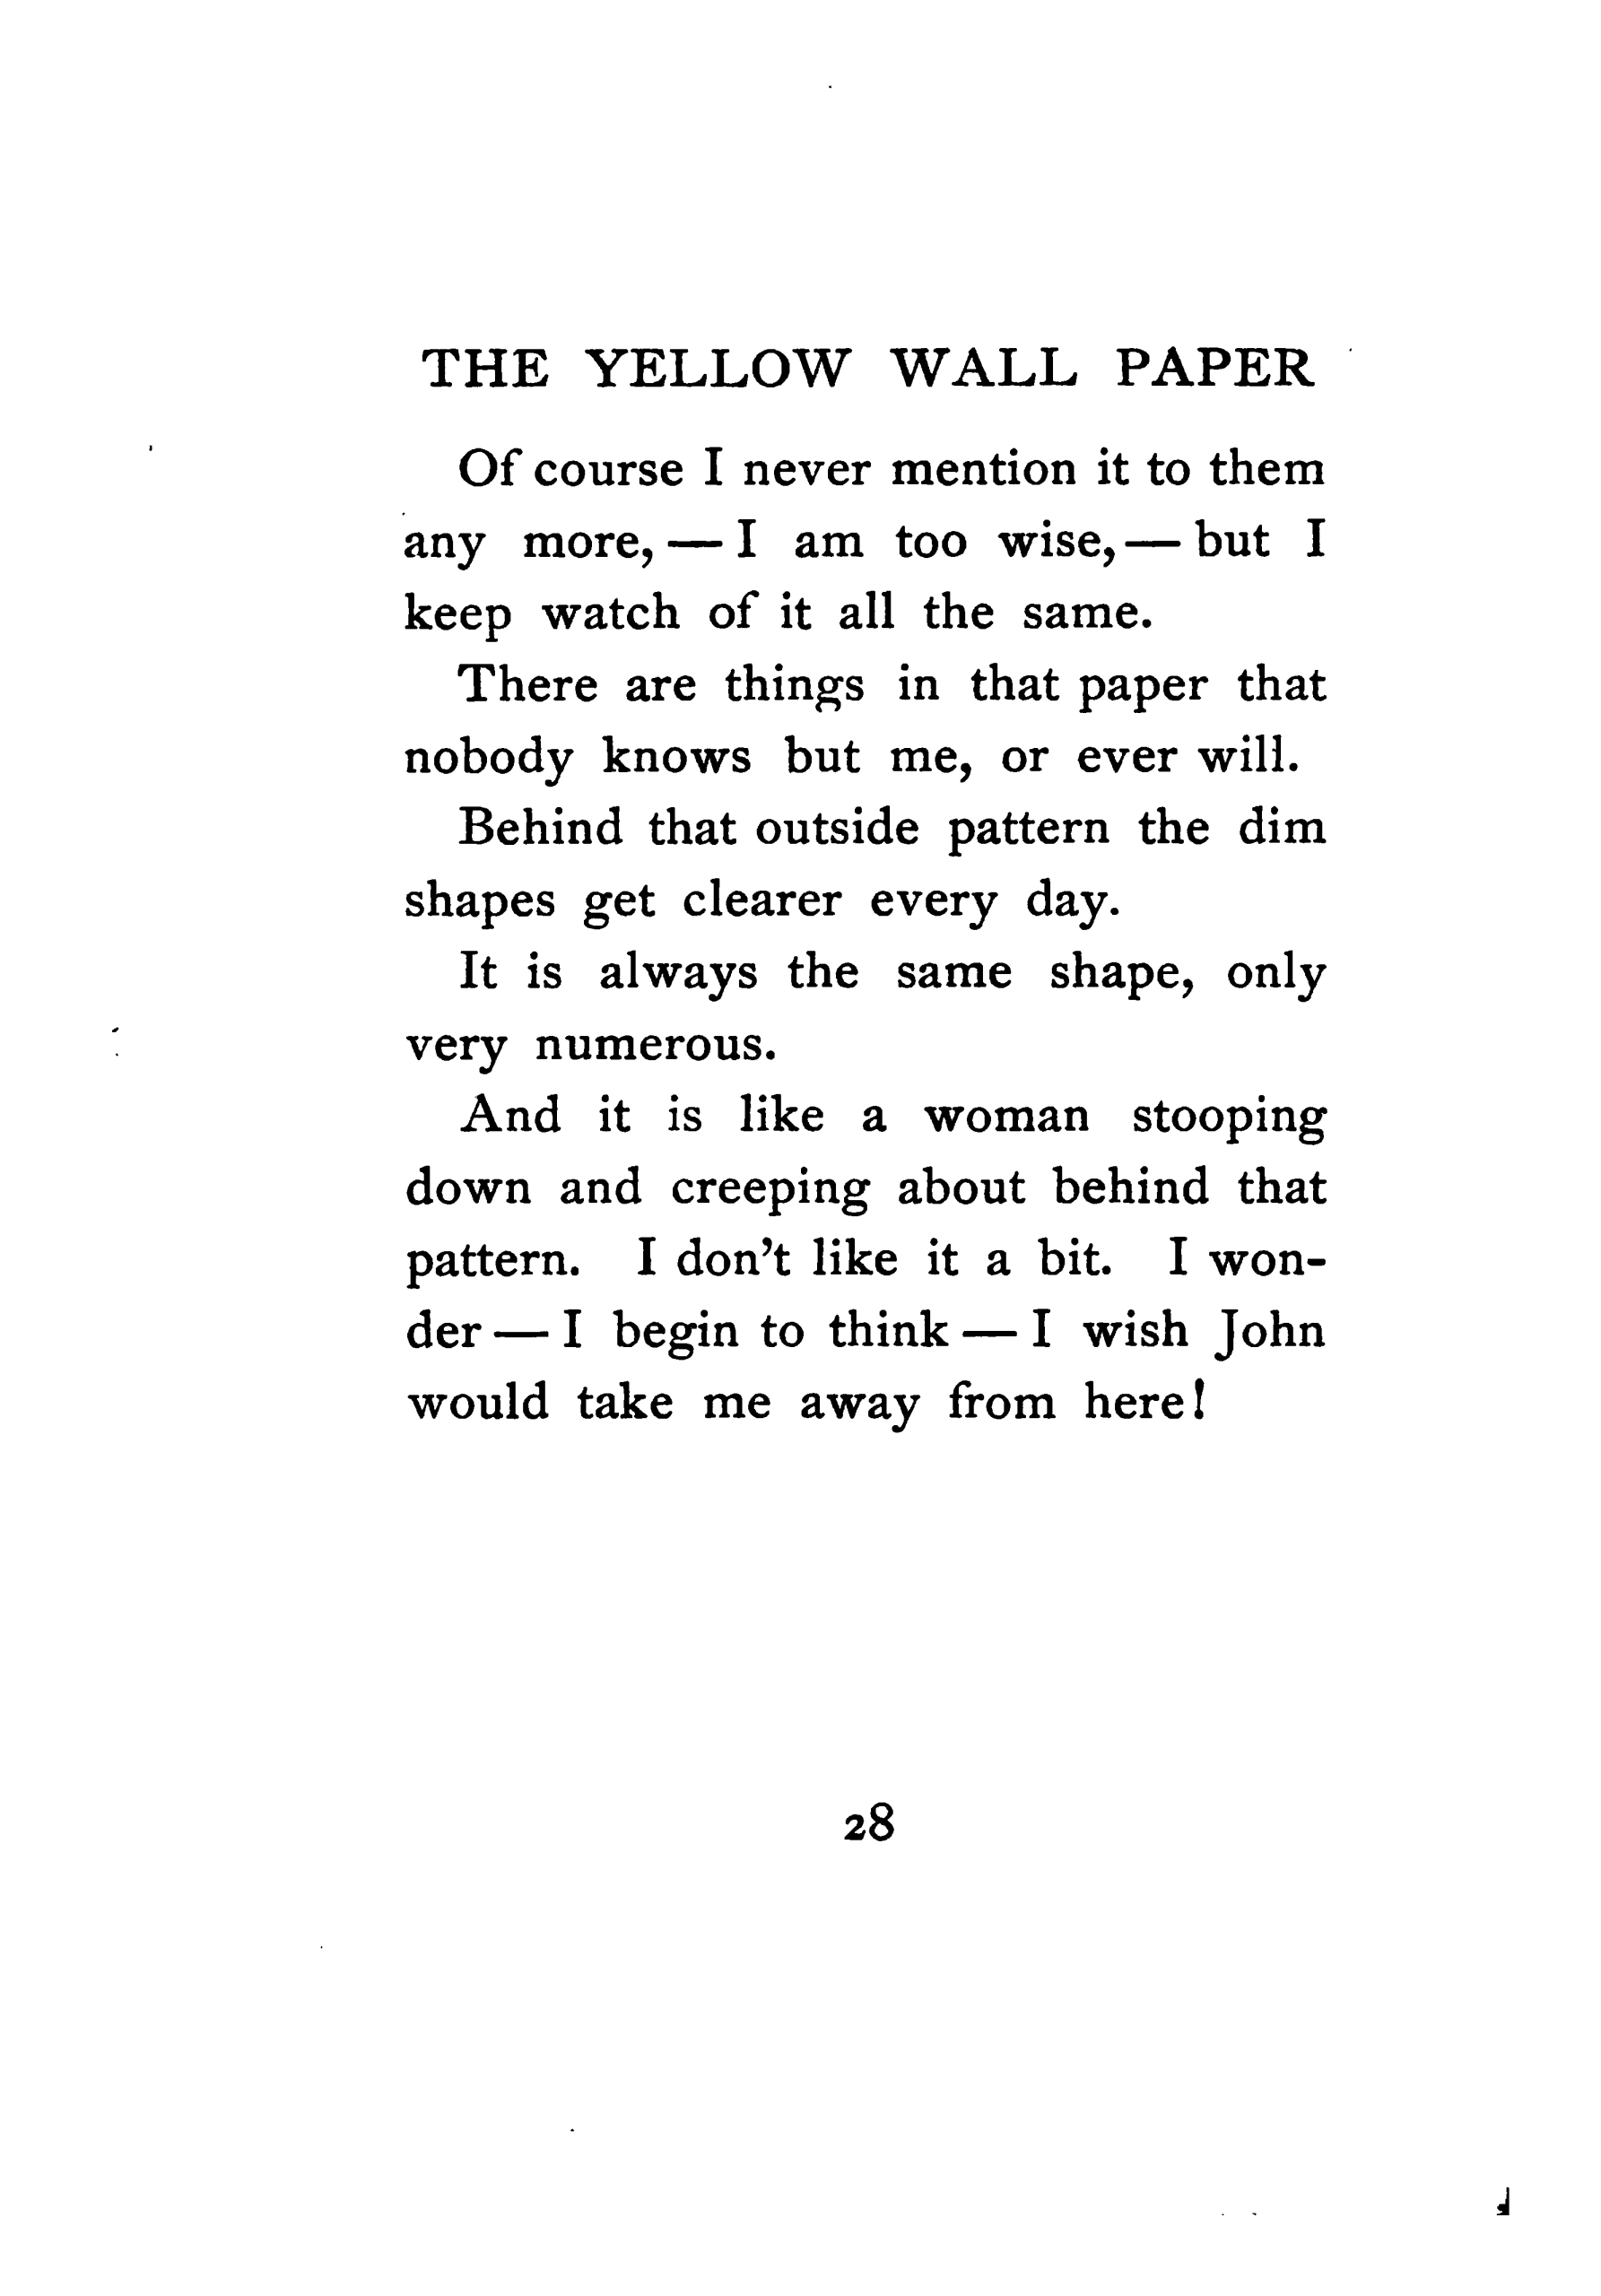 THE YELLOW WALL PAPER
Of course I never mention it to them
any more, — I am too wise, — but I
keep watch of it all the same.
There are things in that paper that
nobody knows but me, or ever will.
Behind that outside pattern the dim
shapes get clearer every day.
It is always the same shape, only
very numerous.
And it is like a woman stooping
down and creeping about behind that
pattern. I don't like it a bit. I won-
der — I begin to think — I wish John
would take me away from here!
28